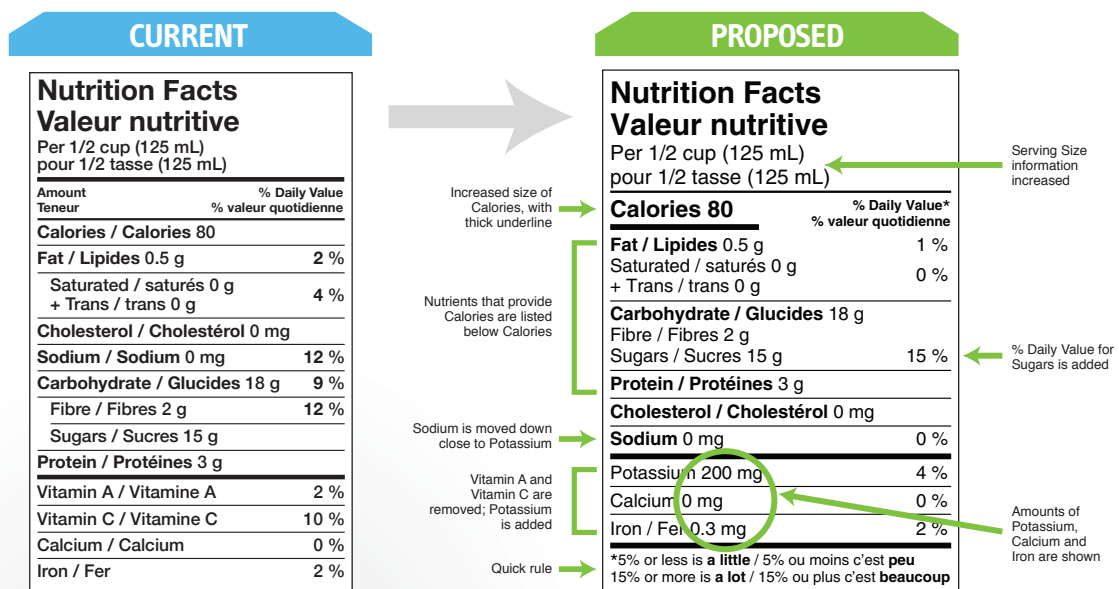 CURRENT
Nutrition Facts
Valeur nutritive
Per 1/2 cup (125 mL)
pour 1/2 tasse (125 mL)
Amount % Daily Value
Teneur % valeur quotidienne
Calories / Calories 80
Fat / Lipides 0.5 g 2 %
Saturated / saturés 0 g
+ Trans / trans 0 g 4 %
Cholesterol / Cholestérol 0 mg
Sodium / Sodium 0 mg 12 %
Carbohydrate / Glucides 18 g 9 %
Fibre / Fibres 2 g 12 %
Sugars / Sucres 15 g
Protein / Protéines 3 g
Vitamin A / Vitamine A 2 %
Vitamin C / Vitamine C 10 %
Calcium / Calcium 0 %
Iron / Fer 2 %
Increased size of
Calories, with
thick underline
Nutrients that provide
Calories are listed
below Calories
Sodium is moved down
close to Potassium
Vitamin A and
Vitamin C are
removed; Potassium
is added
Quick rule
PROPOSED
Nutrition Facts
Valeur nutritive
Per 1/2 cup (125 mL)
pour 1/2 tasse (125 mL)
Calories 80 % Daily Value*
% valeur quotidienne
Fat / Lipides 0.5 g 1 %
Saturated / saturés 0 g
+ Trans / trans 0 g 0 %
Carbohydrate / Glucides 18 g
Fibre / Fibres 2 g
Sugars / Sucres 15 g 15 %
Protein / Protéines 3 g
Cholesterol / Cholestérol 0 mg
Sodium 0 mg 0 %
Potassium 200 mg 4 %
Calcium 0 mg 0 %
Iron / Fer 0.3 mg 2 %
*5% or less is a little / 5% ou moins c'est peu
15% or more is a lot / 15% ou plus c'est beaucoup
Serving Size
information
increased
% Daily Value for
Sugars is added
Amounts of
Potassium,
Calcium and
Iron are shown